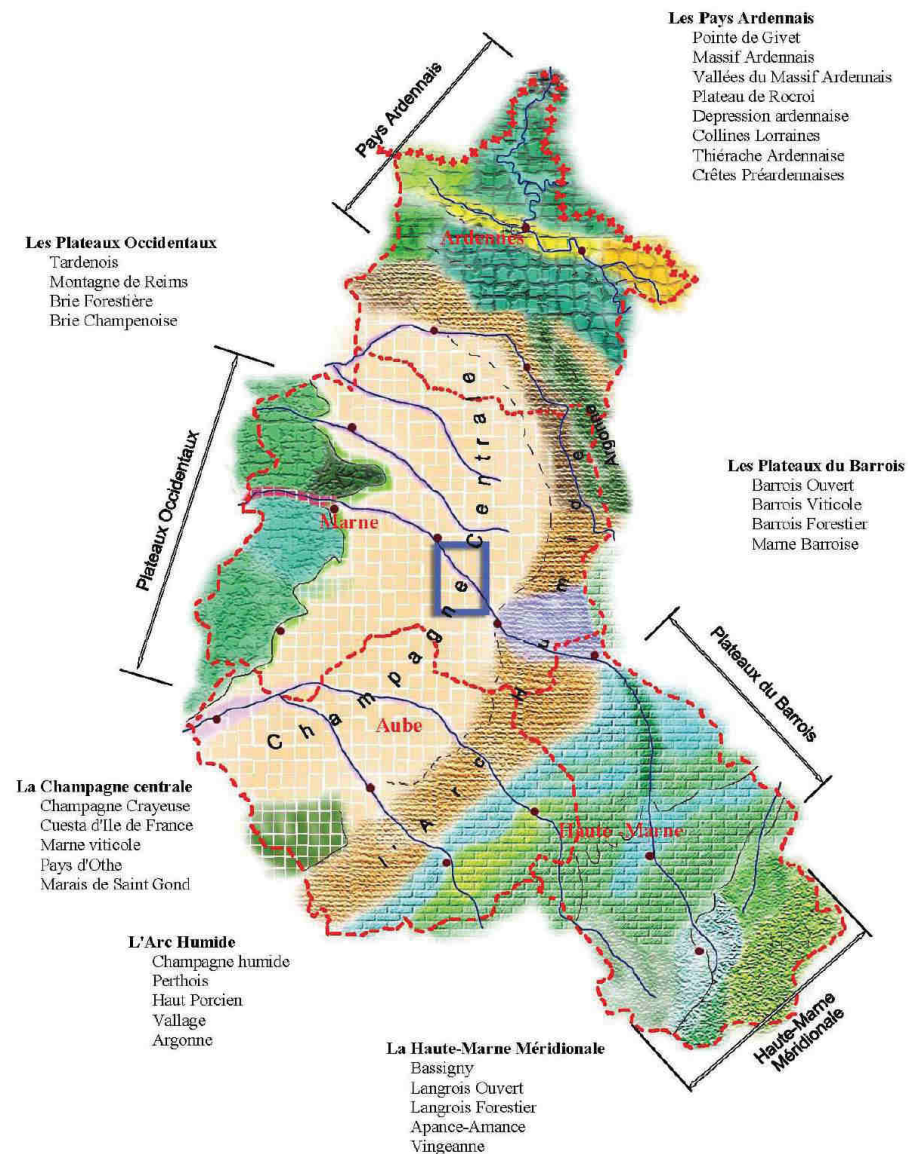 Les Pays Ardennais
Pointe de Givet
Massif Ardennais
Vallées du Massif Ardennais
Plateau de Rocroi
Depression ardennaise
Collines Lorraines
Thiérache Ardennaise
Crêtes Préardennaises
Pays Ardennais
Ardennes
Les Plateaux Occidentaux
Tardenois
Montagne de Reims
Brie Forestière
Brie Champenoise
Plateaux Occidentaux
Marne
Argonne
Champagne Centrale
Les Plateaux du Barrois
Barrois Ouvert
Barrois Viticole
Barrois Forestier
Marne Barroise
Plateaux du Barrois
Aube
l'Arc Humide
Haute-Marne
La Champagne centrale
Champagne Crayeuse
Cuesta d'Ile de France
Marne viticole
Pays d'Othe
Marais de Saint Gond
L'Arc Humide
Champagne humide
Perthois
Haut Porcien
Vallage
Argonne
Haute-Marne
Méridionale
La Haute-Marne Méridionale
Bassigny
Langrois Ouvert
Langrois Forestier
Apance-Amance
Vingeanne